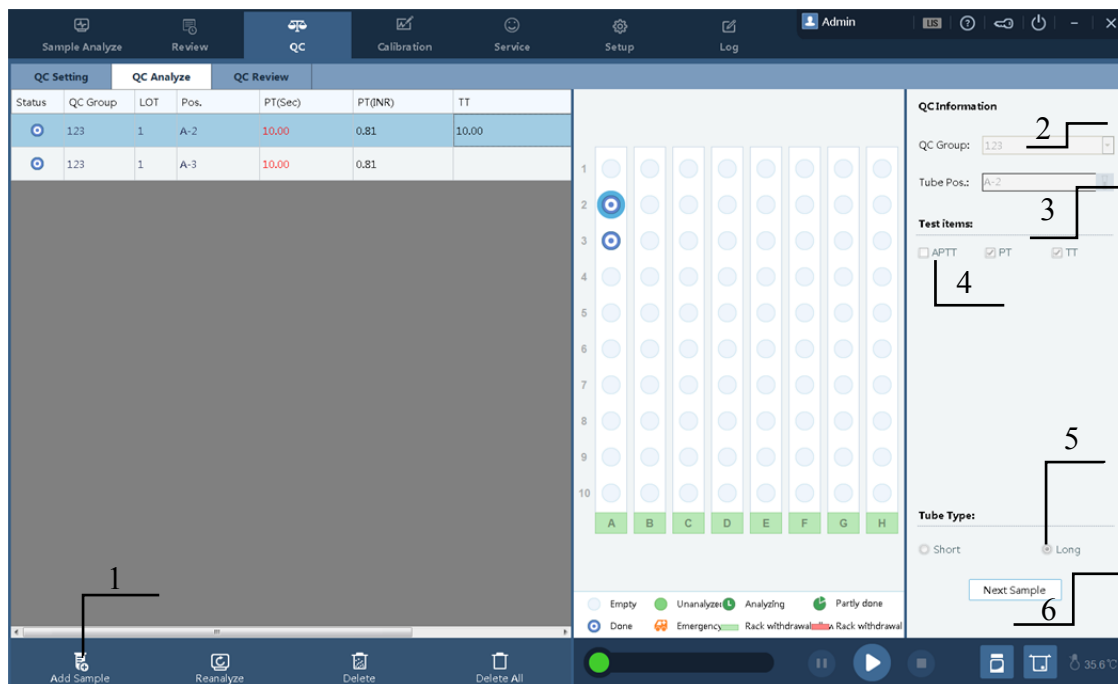 Admin
LIS
Sample Analyze Review QC Calibration Service Setup Log
QC Setting QC Analyze QC Review
Status QC Group LOT Pos. PT(Sec) PT(INR) TT
123 1 A-2 10.00 0.81 10.00
123 1 A-3 10.00 0.81
1
2
3
4
5
6
7
8
9
10
A B C D E F G H
Empty Unanalyzed Analyzing Partly done
Done Emergency Rack withdrawal Rack withdrawal
QC Information
QC Group: 123 2
Tube Pos.: A-2
3
Test items:
APTT PT TT
4
5
Tube Type:
Short Long
Next Sample
6
1
Add Sample Reanalyze Delete Delete All
35.6°C